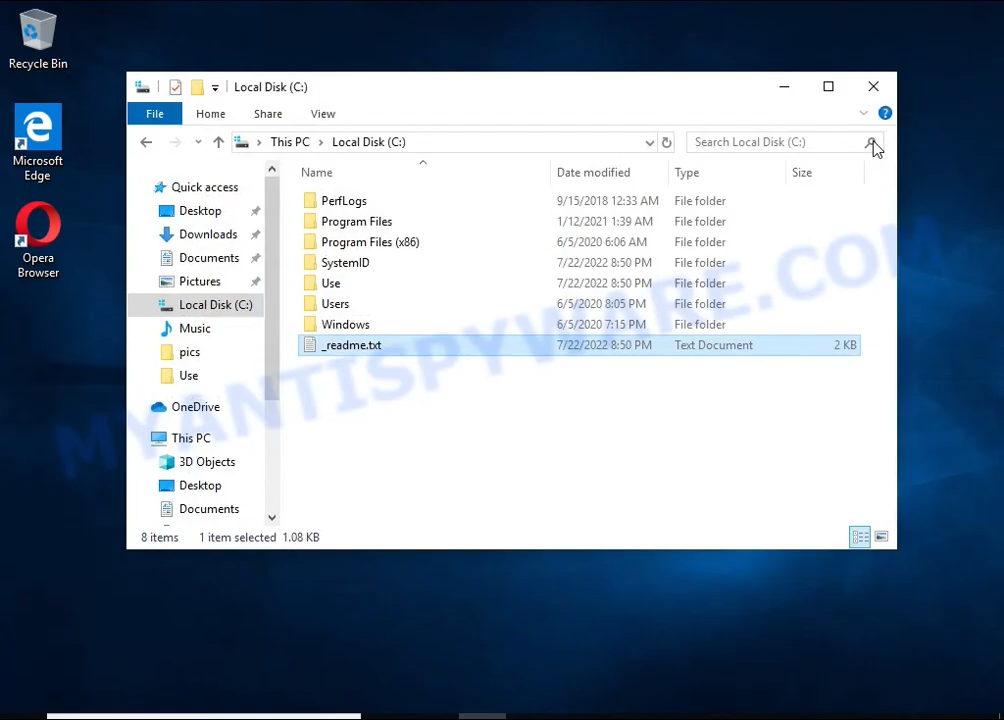 Recycle Bin
Microsoft
Edge
Opera
Browser
Local Disk (C:)
File Home Share View
This PC > Local Disk (C:) Search Local Disk (C:)
Name Date modified Type Size
Quick access
Desktop
Downloads
Documents
Pictures
Local Disk (C:)
Music
pics
Use
OneDrive
This PC
3D Objects
Desktop
Documents
PerfLogs 9/15/2018 12:33 AM File folder
Program Files 1/12/2021 1:39 AM File folder
Program Files (x86) 6/5/2020 6:06 AM File folder
SystemID 7/22/2022 8:50 PM File folder
Use 7/22/2022 8:50 PM File folder
Users 6/5/2020 8:05 PM File folder
Windows 6/5/2020 7:15 PM File folder
_readme.txt 7/22/2022 8:50 PM Text Document 2 KB
8 items 1 item selected 1.08 KB
MYANTISPYWARE.COM